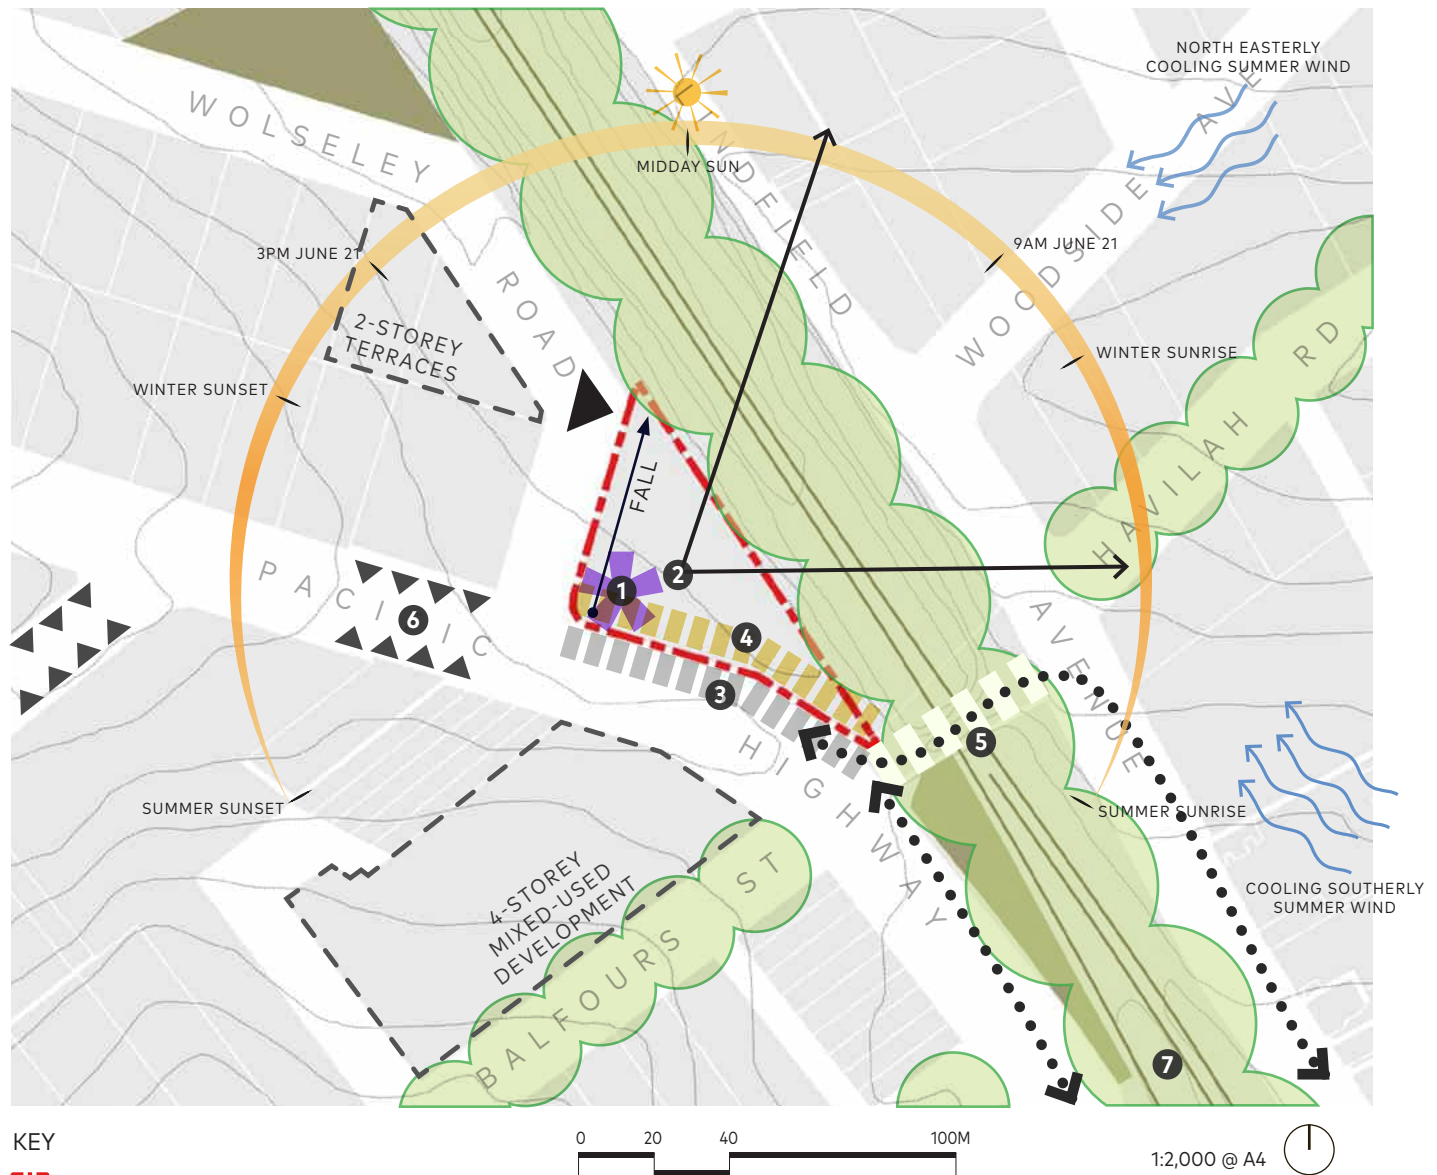 NORTH EASTERLY
COOLING SUMMER WIND
WOLSELEY
LINDFIELD
MIDDAY SUN
WOODSIDE AVE
3PM JUNE 21
9AM JUNE 21
ROAD
2-STOREY
TERRACES
WINTER SUNRISE
WINTER SUNSET
HAVILAH RD
FALL
1
2
PACIFIC
6
4
3
AVENUE
5
HIGHWAY
SUMMER SUNSET
SUMMER SUNRISE
4-STOREY
MIXED-USED
DEVELOPMENT
BALFOURS ST
COOLING SOUTHERLY
SUMMER WIND
7
KEY
0 20 40 100M
1:2,000 @ A4